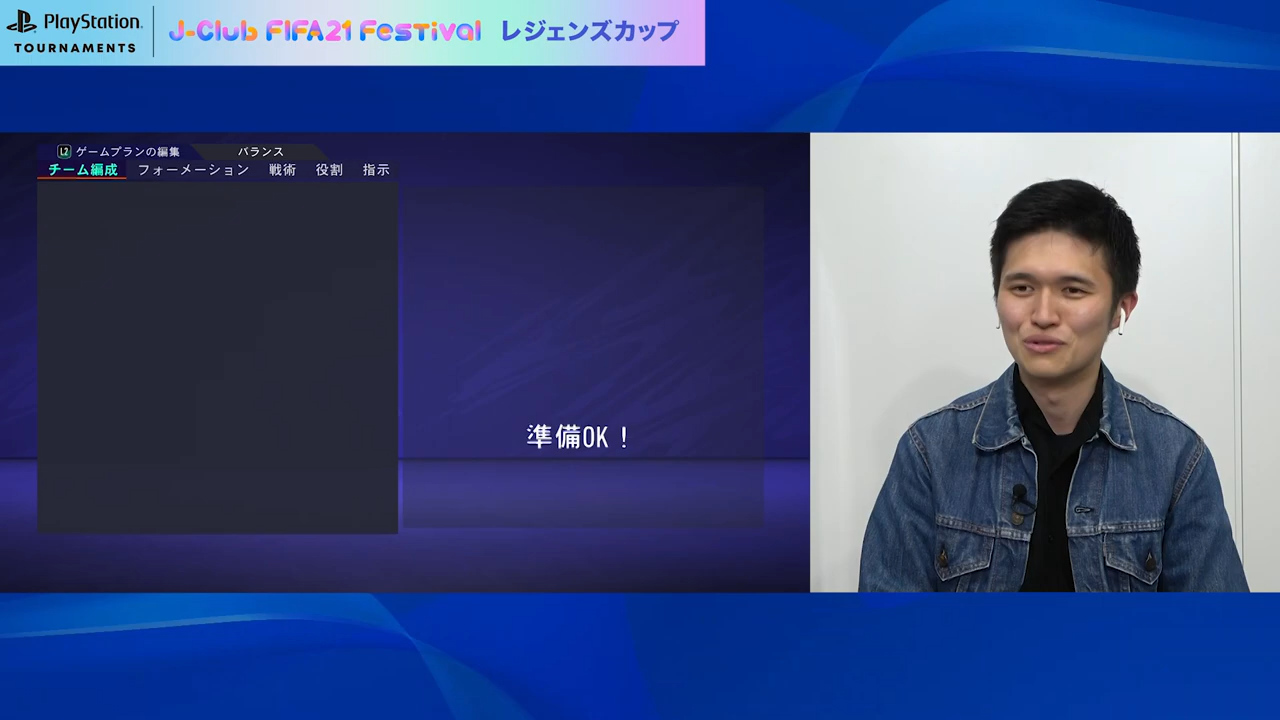 PlayStation
TOURNAMENTS
J-Club FIFA21 Festival レジェンズカップ
L2 ゲームプランの編集 バランス
チーム編成 フォーメーション 戦術 役割 指示
準備OK！